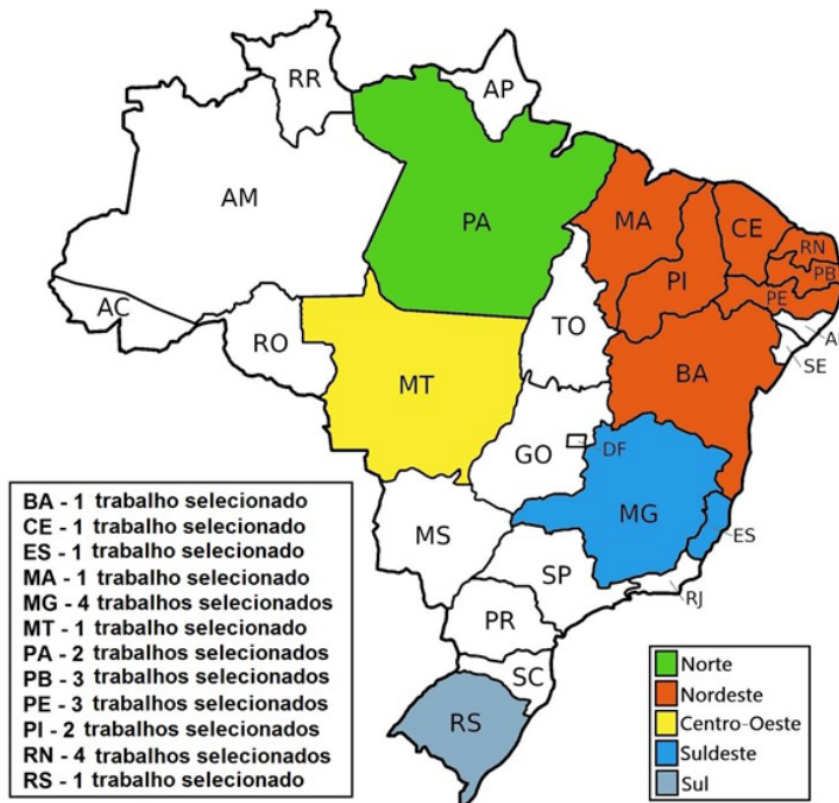 RR
AP
AM
PA
MA
CE
RN
PB
PI
PE
AC
TO
RO
SE
BA
MT
GO
DF
MG
ES
MS
SP
RJ
PR
SC
RS
BA - 1 trabalho selecionado
CE - 1 trabalho selecionado
ES - 1 trabalho selecionado
MA - 1 trabalho selecionado
MG - 4 trabalhos selecionados
MT - 1 trabalho selecionado
PA - 2 trabalhos selecionados
PB - 3 trabalhos selecionados
PE - 3 trabalhos selecionados
PI - 2 trabalhos selecionados
RN - 4 trabalhos selecionados
RS - 1 trabalho selecionado
Norte
Nordeste
Centro-Oeste
Suldeste
Sul